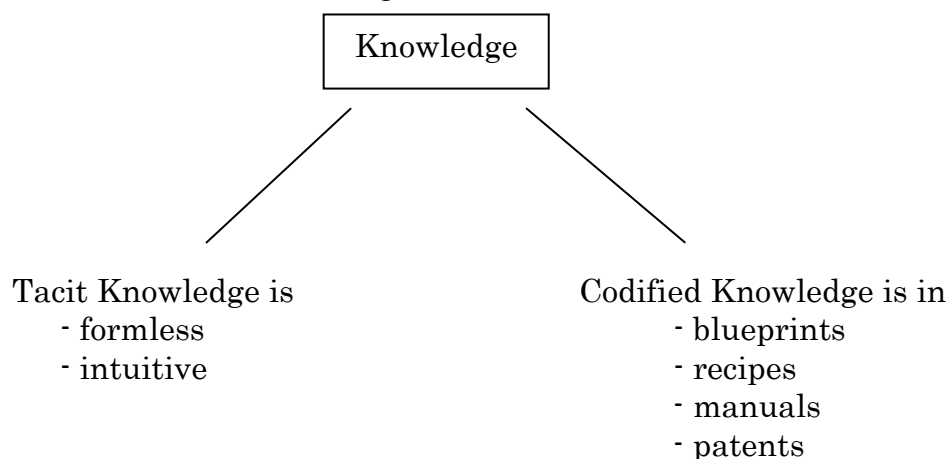 Knowledge
Tacit Knowledge is
- formless
- intuitive
Codified Knowledge is in
- blueprints
- recipes
- manuals
- patents